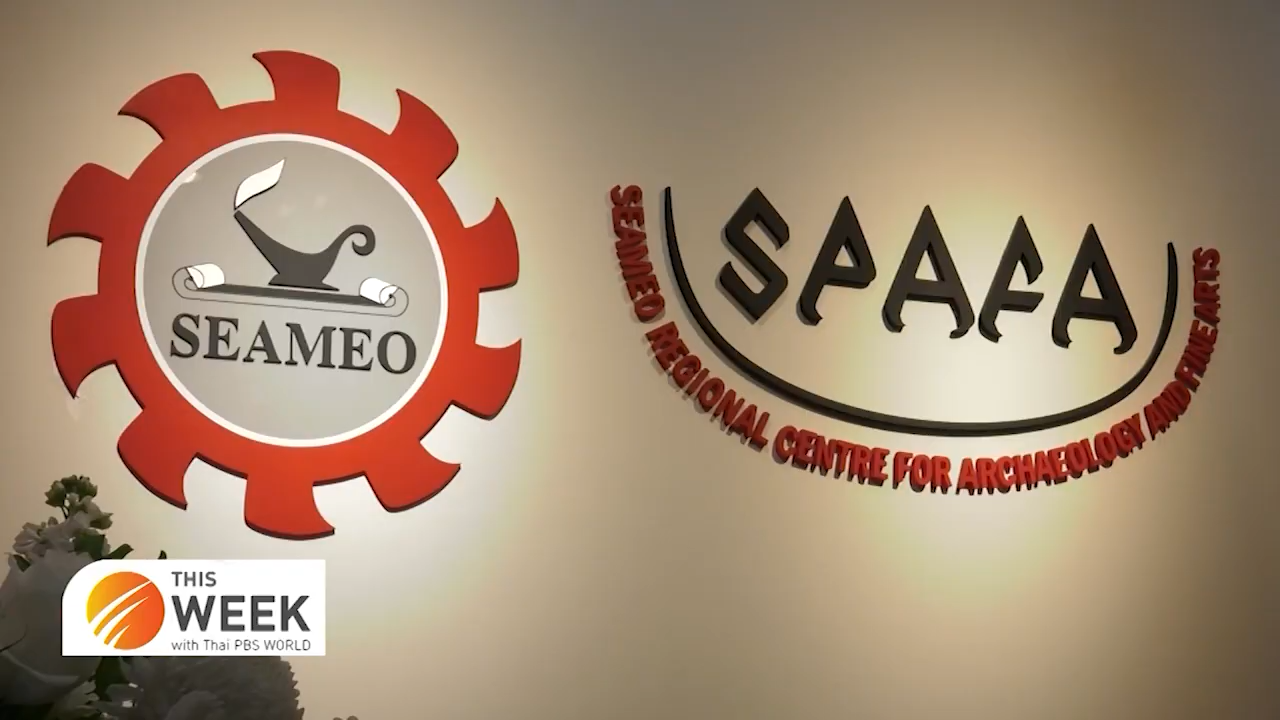 SEAMEO
SPAFA
SEAMEO REGIONAL CENTRE FOR ARCHAEOLOGY AND FINE ARTS
THIS
WEEK
with Thai PBS WORLD